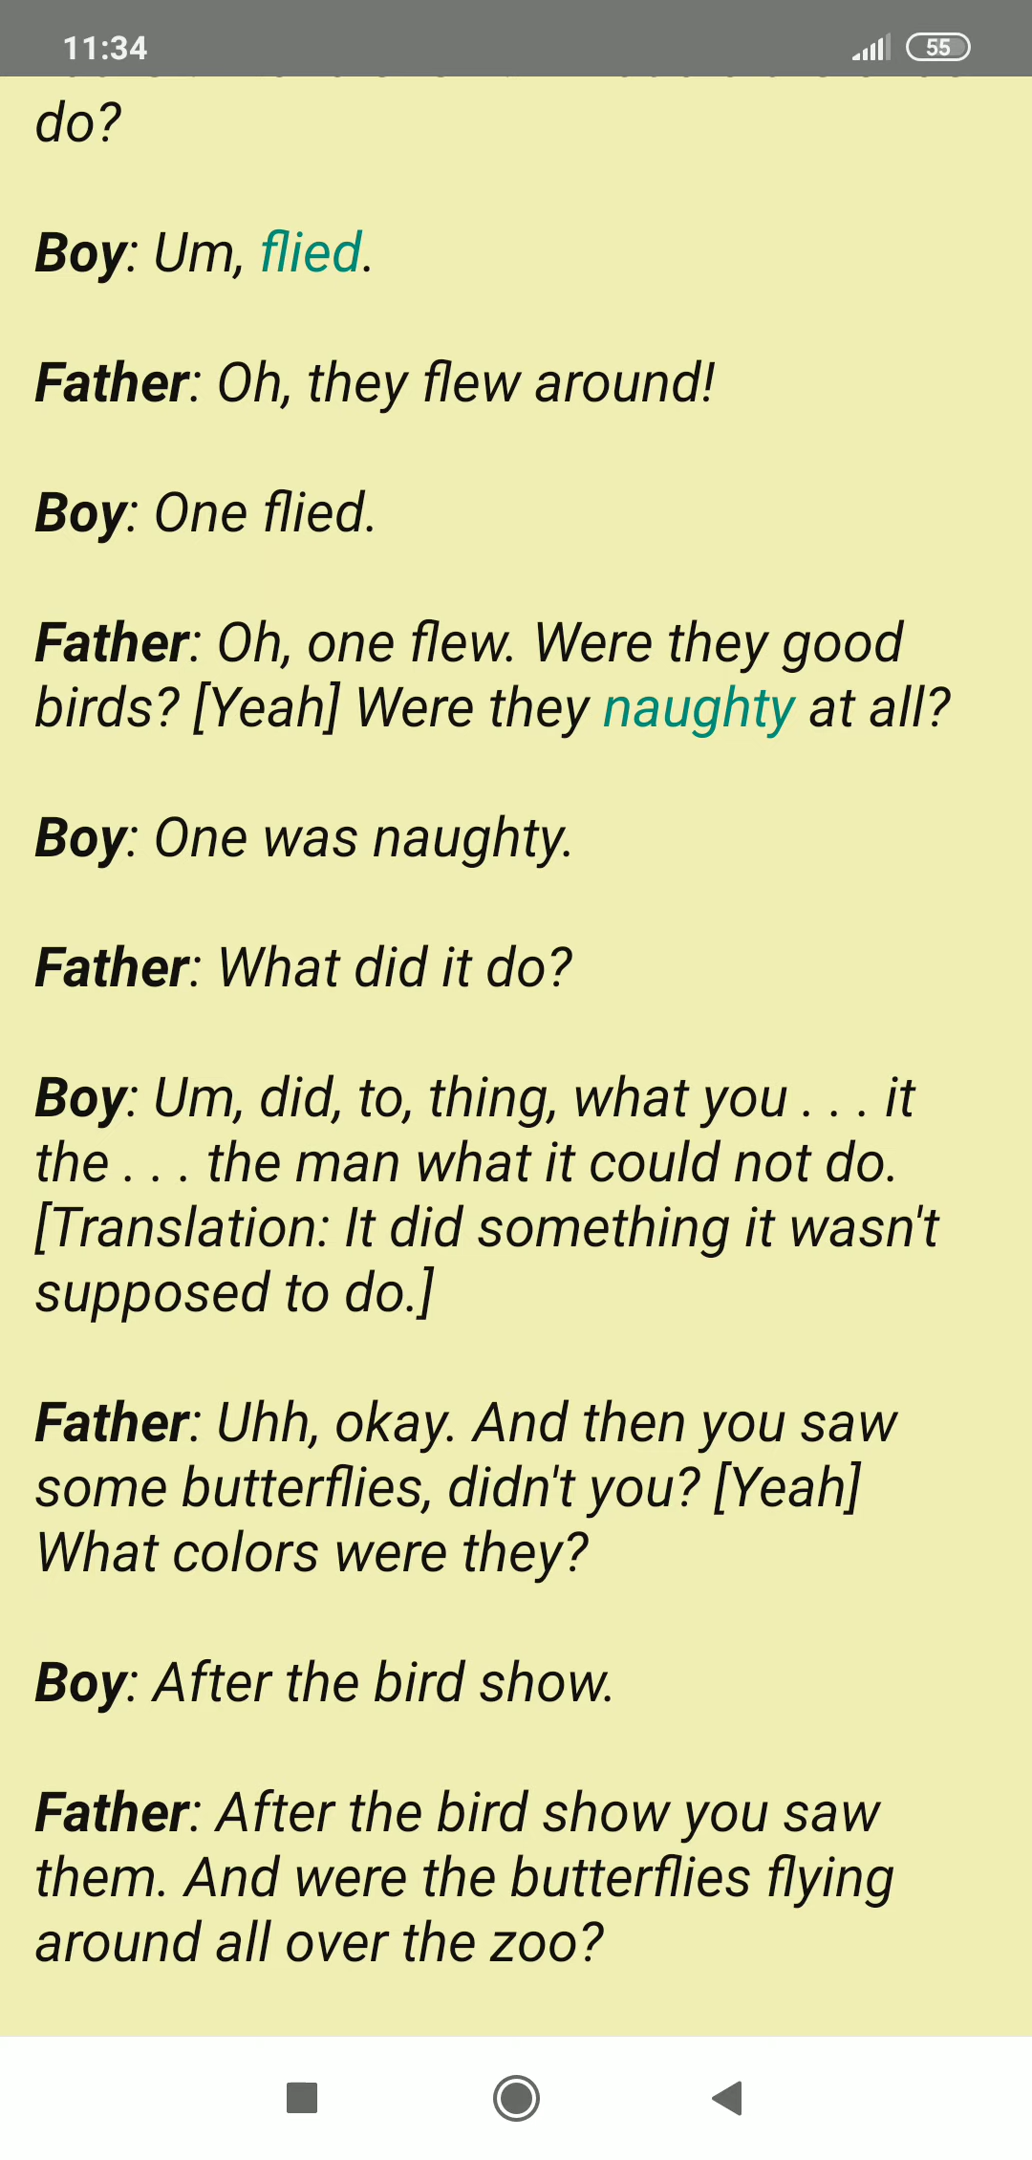 11:34
55
do?
Boy: Um, flied.
Father: Oh, they flew around!
Boy: One flied.
Father: Oh, one flew. Were they good
birds? [Yeah] Were they naughty at all?
Boy: One was naughty.
Father: What did it do?
Boy: Um, did, to, thing, what you . . . it
the . . . the man what it could not do.
[Translation: It did something it wasn't
supposed to do.]
Father: Uhh, okay. And then you saw
some butterflies, didn't you? [Yeah]
What colors were they?
Boy: After the bird show.
Father: After the bird show you saw
them. And were the butterflies flying
around all over the zoo?